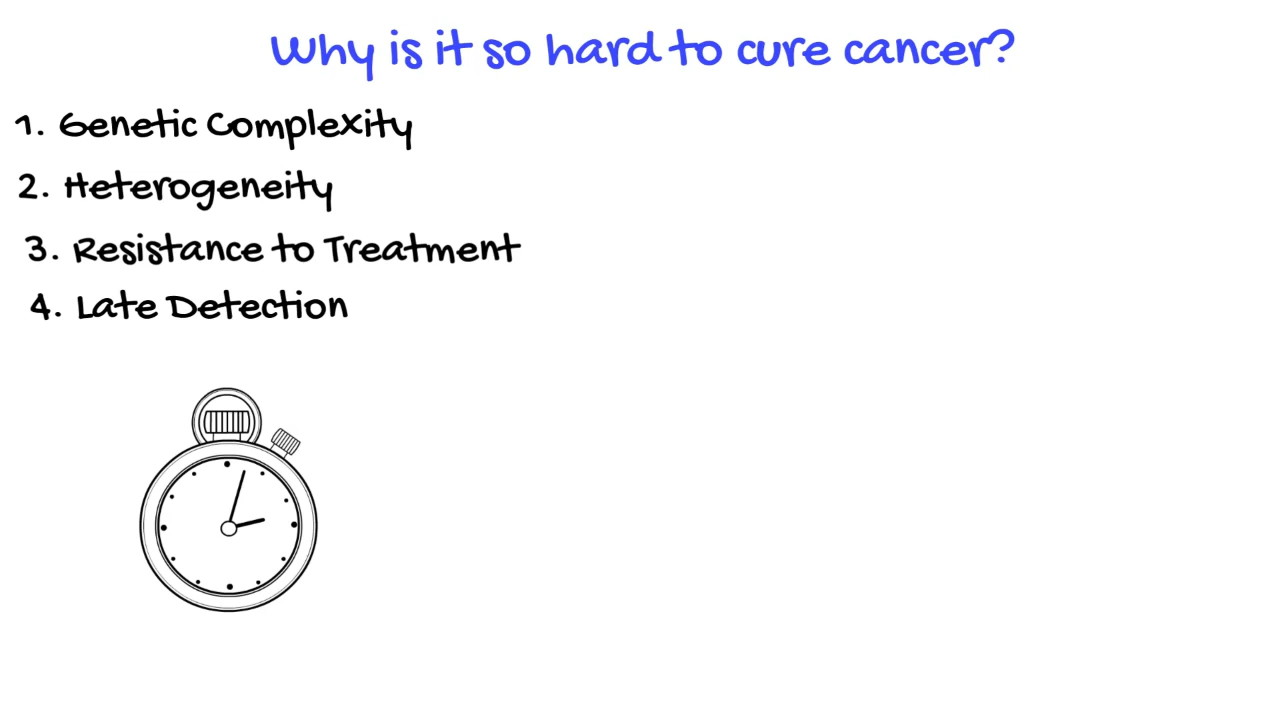 Why is it so hard to cure cancer?
1. Genetic Complexity
2. Heterogeneity
3. Resistance to Treatment
4. Late Detection